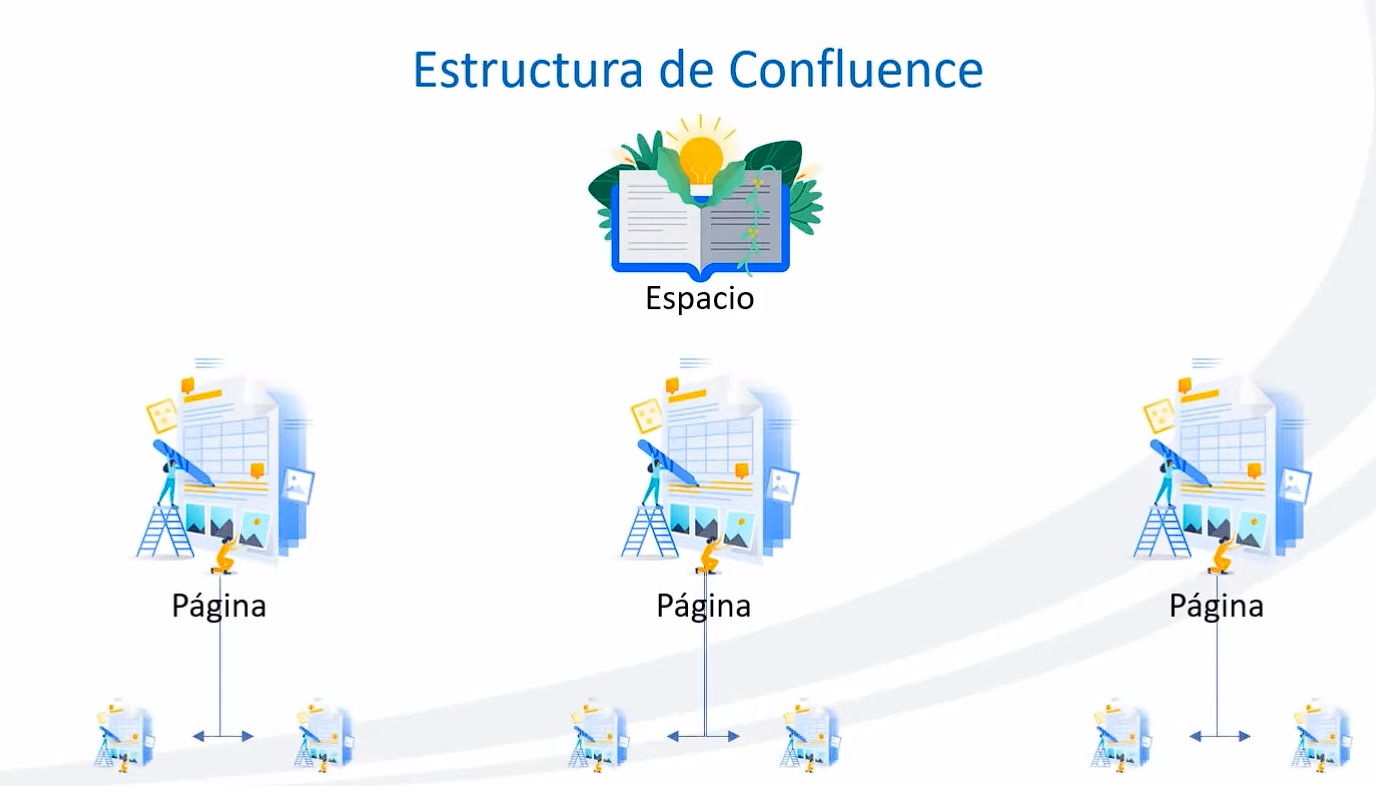 Estructura de Confluence
Espacio
Página
Página
Página